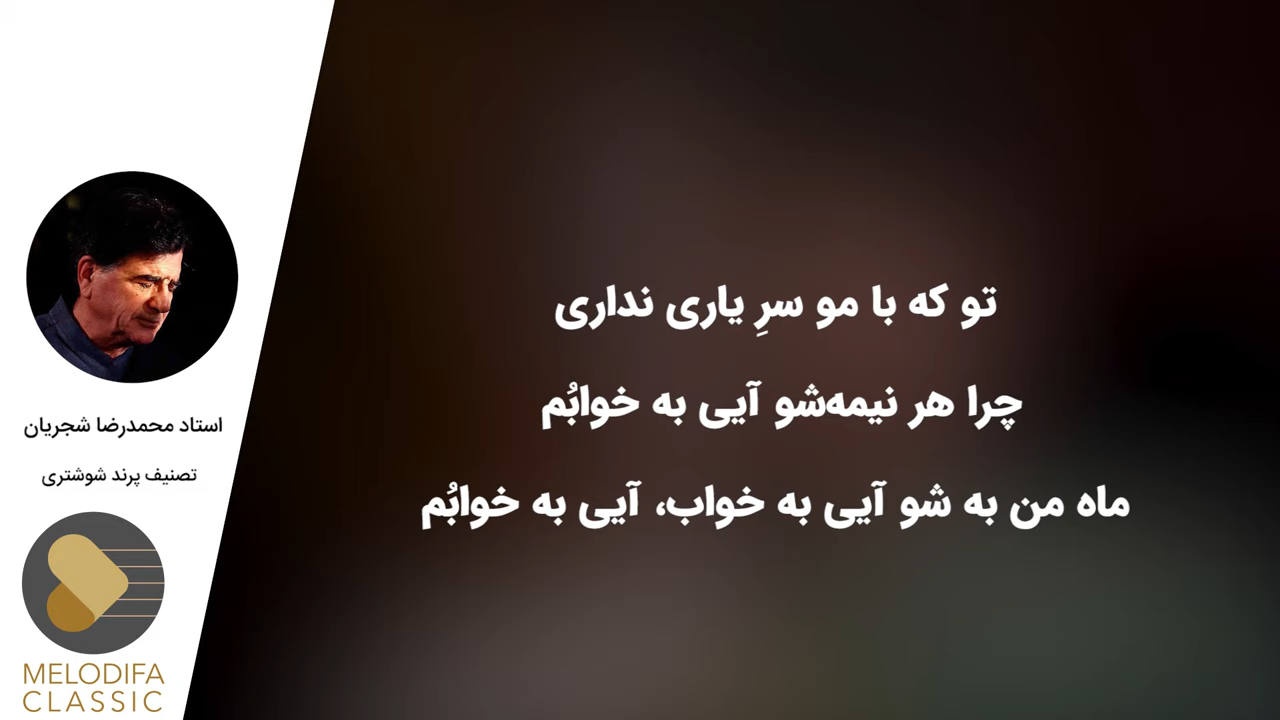 تو که با مو سرِ یاری نداری
چرا هر نیمه‌شو آیی به خوابُم
ماه من به شو آیی به خواب، آیی به خوابُم
استاد محمدرضا شجریان
تصنیف پرند شوشتری
MELODIFA
CLASSIC